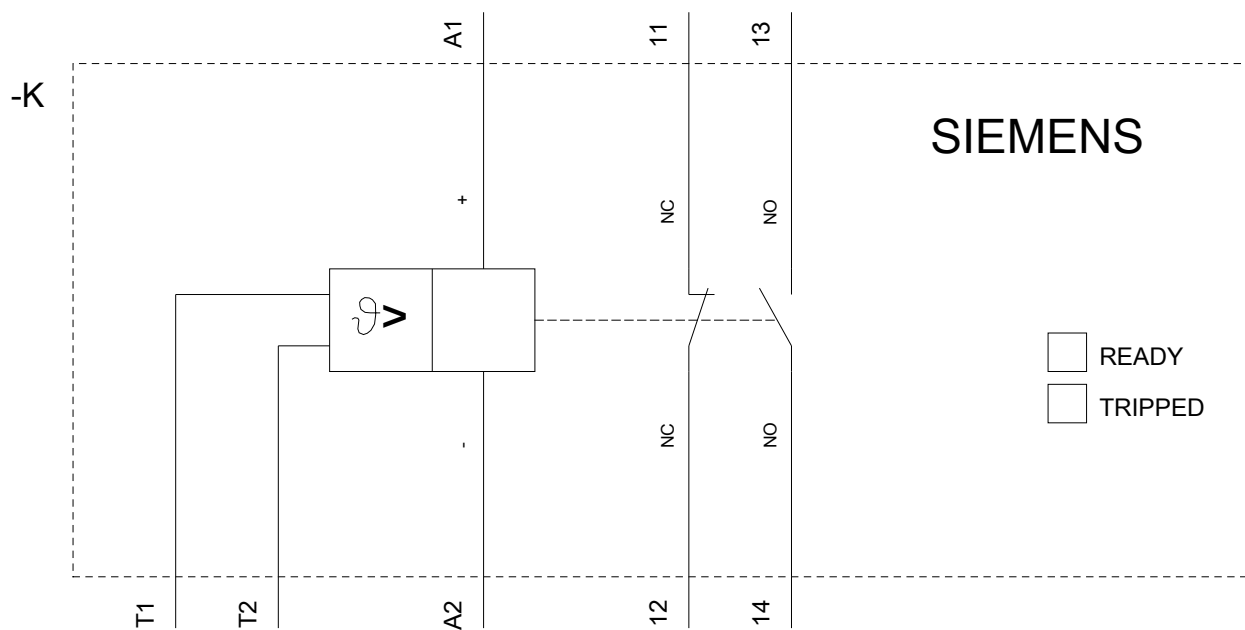 A1
11
13
-K
SIEMENS
+
NC
NO
ϑ>
READY
TRIPPED
-
NC
NO
T1
T2
A2
12
14